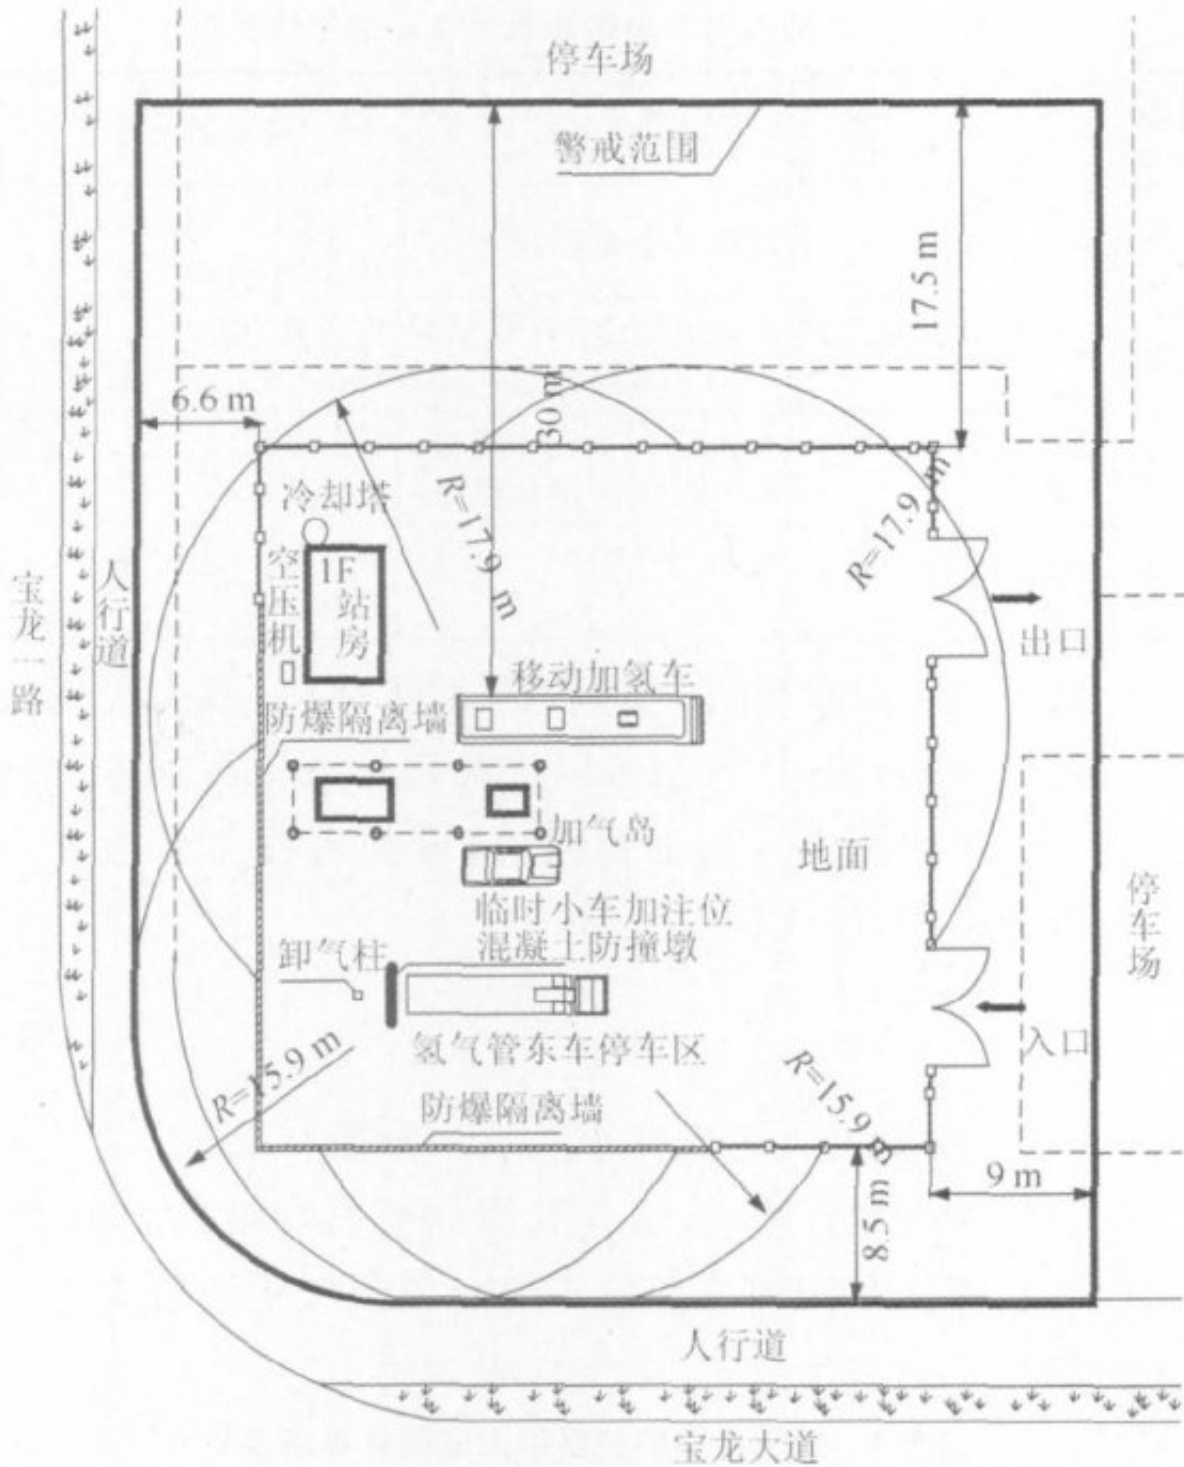 停车场
警戒范围
17.5 m
6.6 m
30 m
R=17.9 m
R=17.9 m
冷却塔
空压机
1F
站房
人行道
宝龙一路
出口
移动加氢车
防爆隔离墙
加气岛
地面
临时小车加注位
混凝土防撞墩
停车场
卸气柱
氢气管东车停车区
入口
R=15.9 m
R=15.9 m
防爆隔离墙
9 m
8.5 m
人行道
宝龙大道